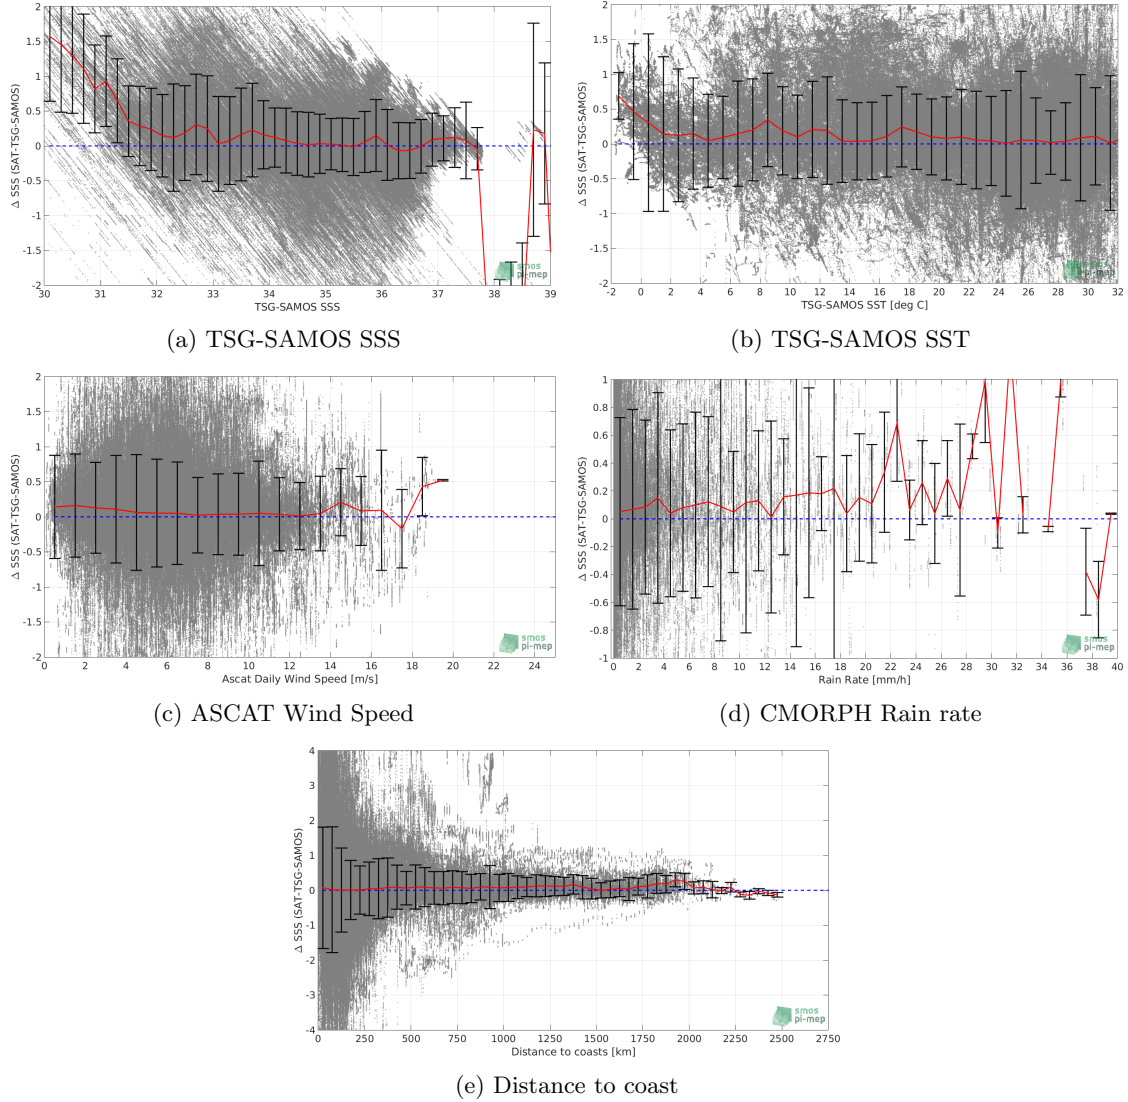 2
1.5
1
0.5
0
-0.5
-1
-1.5
-2
Δ SSS (SAT-TSG-SAMOS)
30 31 32 33 34 35 36 37 38 39
TSG-SAMOS SSS
smos
pi-mep
(a) TSG-SAMOS SSS
2
1.5
1
0.5
0
-0.5
-1
-1.5
-2
Δ SSS (SAT-TSG-SAMOS)
-2 0 2 4 6 8 10 12 14 16 18 20 22 24 26 28 30 32
TSG-SAMOS SST [deg C]
smos
pi-mep
(b) TSG-SAMOS SST
2
1.5
1
0.5
0
-0.5
-1
-1.5
-2
Δ SSS (SAT-TSG-SAMOS)
0 2 4 6 8 10 12 14 16 18 20 22 24
Ascat Daily Wind Speed [m/s]
smos
pi-mep
(c) ASCAT Wind Speed
1
0.8
0.6
0.4
0.2
0
-0.2
-0.4
-0.6
-0.8
-1
Δ SSS (SAT-TSG-SAMOS)
0 2 4 6 8 10 12 14 16 18 20 22 24 26 28 30 32 34 36 38 40
Rain Rate [mm/h]
smos
pi-mep
(d) CMORPH Rain rate
4
3
2
1
0
-1
-2
-3
-4
Δ SSS (SAT-TSG-SAMOS)
0 250 500 750 1000 1250 1500 1750 2000 2250 2500 2750
Distance to coasts [km]
smos
pi-mep
(e) Distance to coast